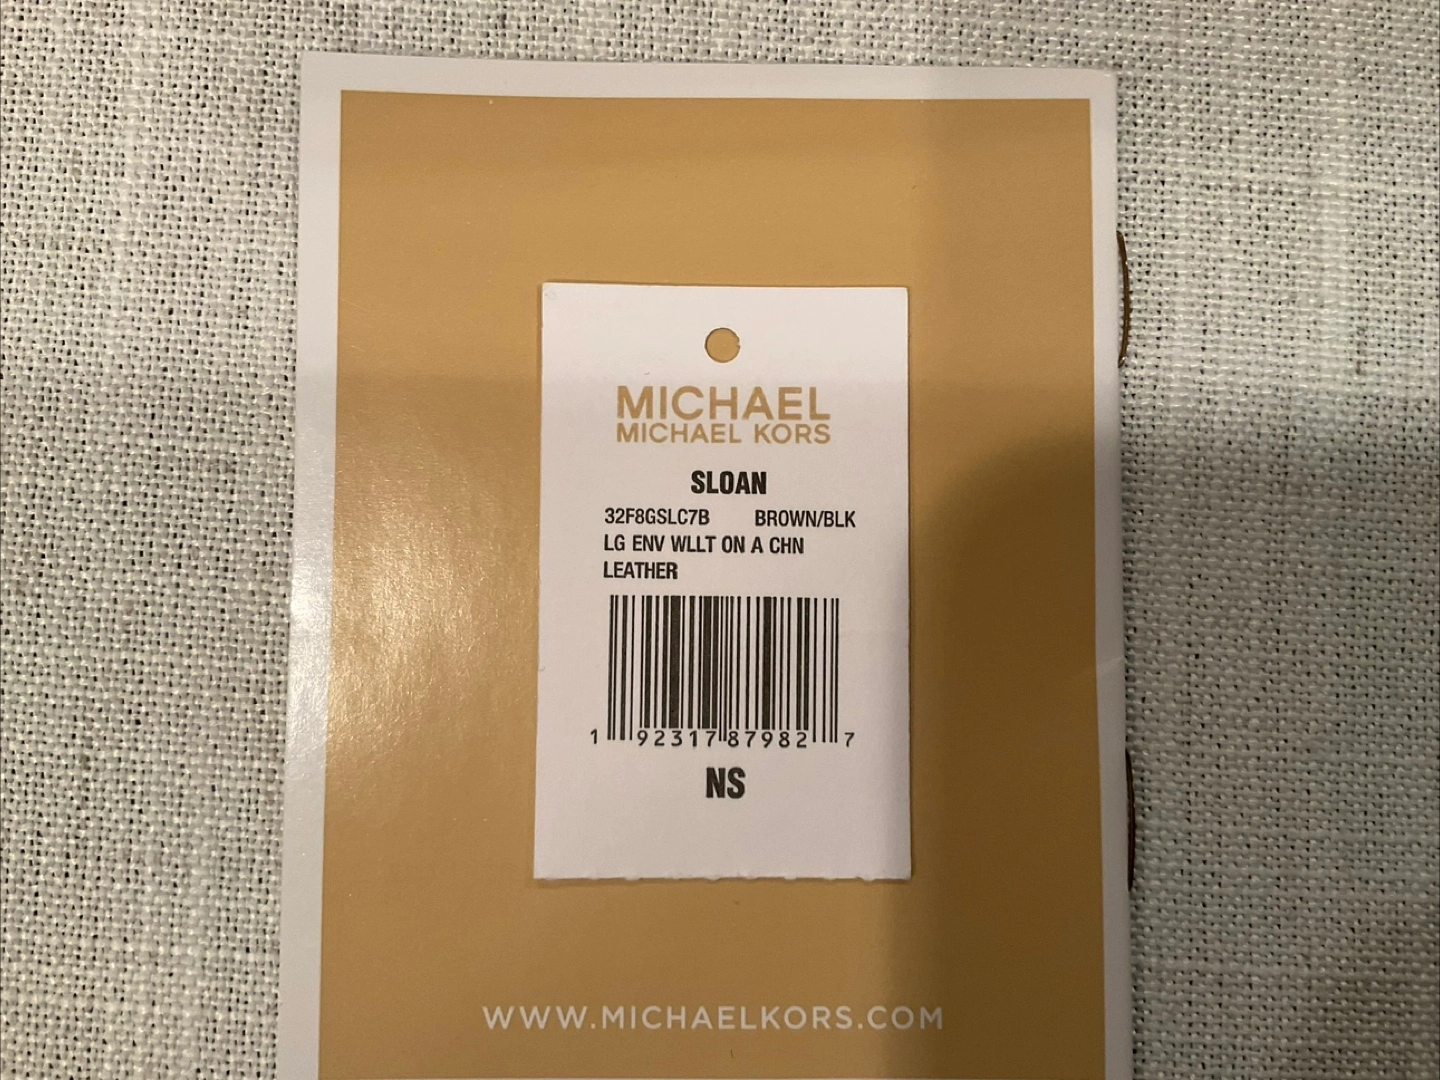 MICHAEL
MICHAEL KORS
SLOAN
32F8GSLC7B BROWN/BLK
LG ENV WLLT ON A CHN
LEATHER
1 92317 87982 7
NS
WWW.MICHAELKORS.COM